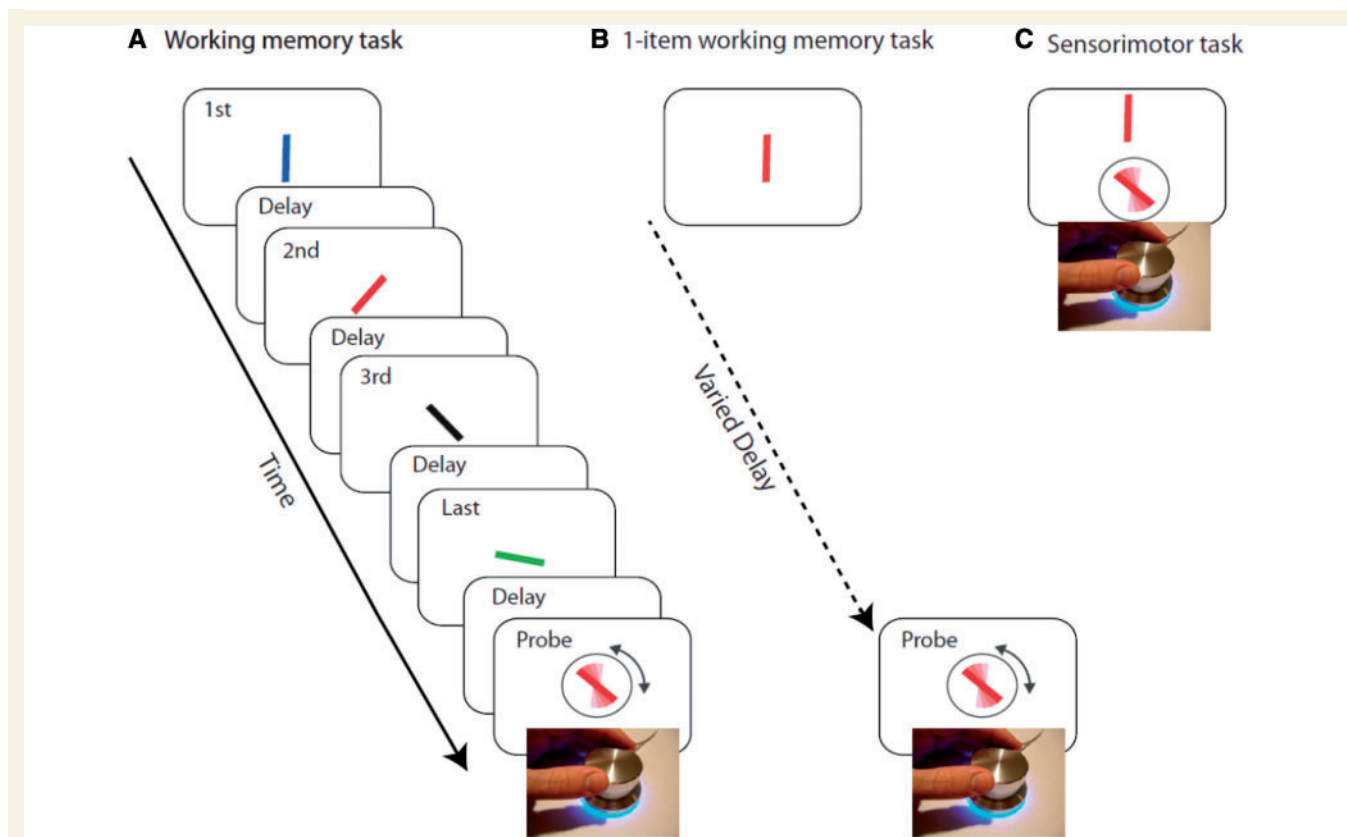 A Working memory task
1st
Delay
2nd
Delay
3rd
Delay
Last
Delay
Probe
Time
B 1-item working memory task
Varied Delay
Probe
C Sensorimotor task